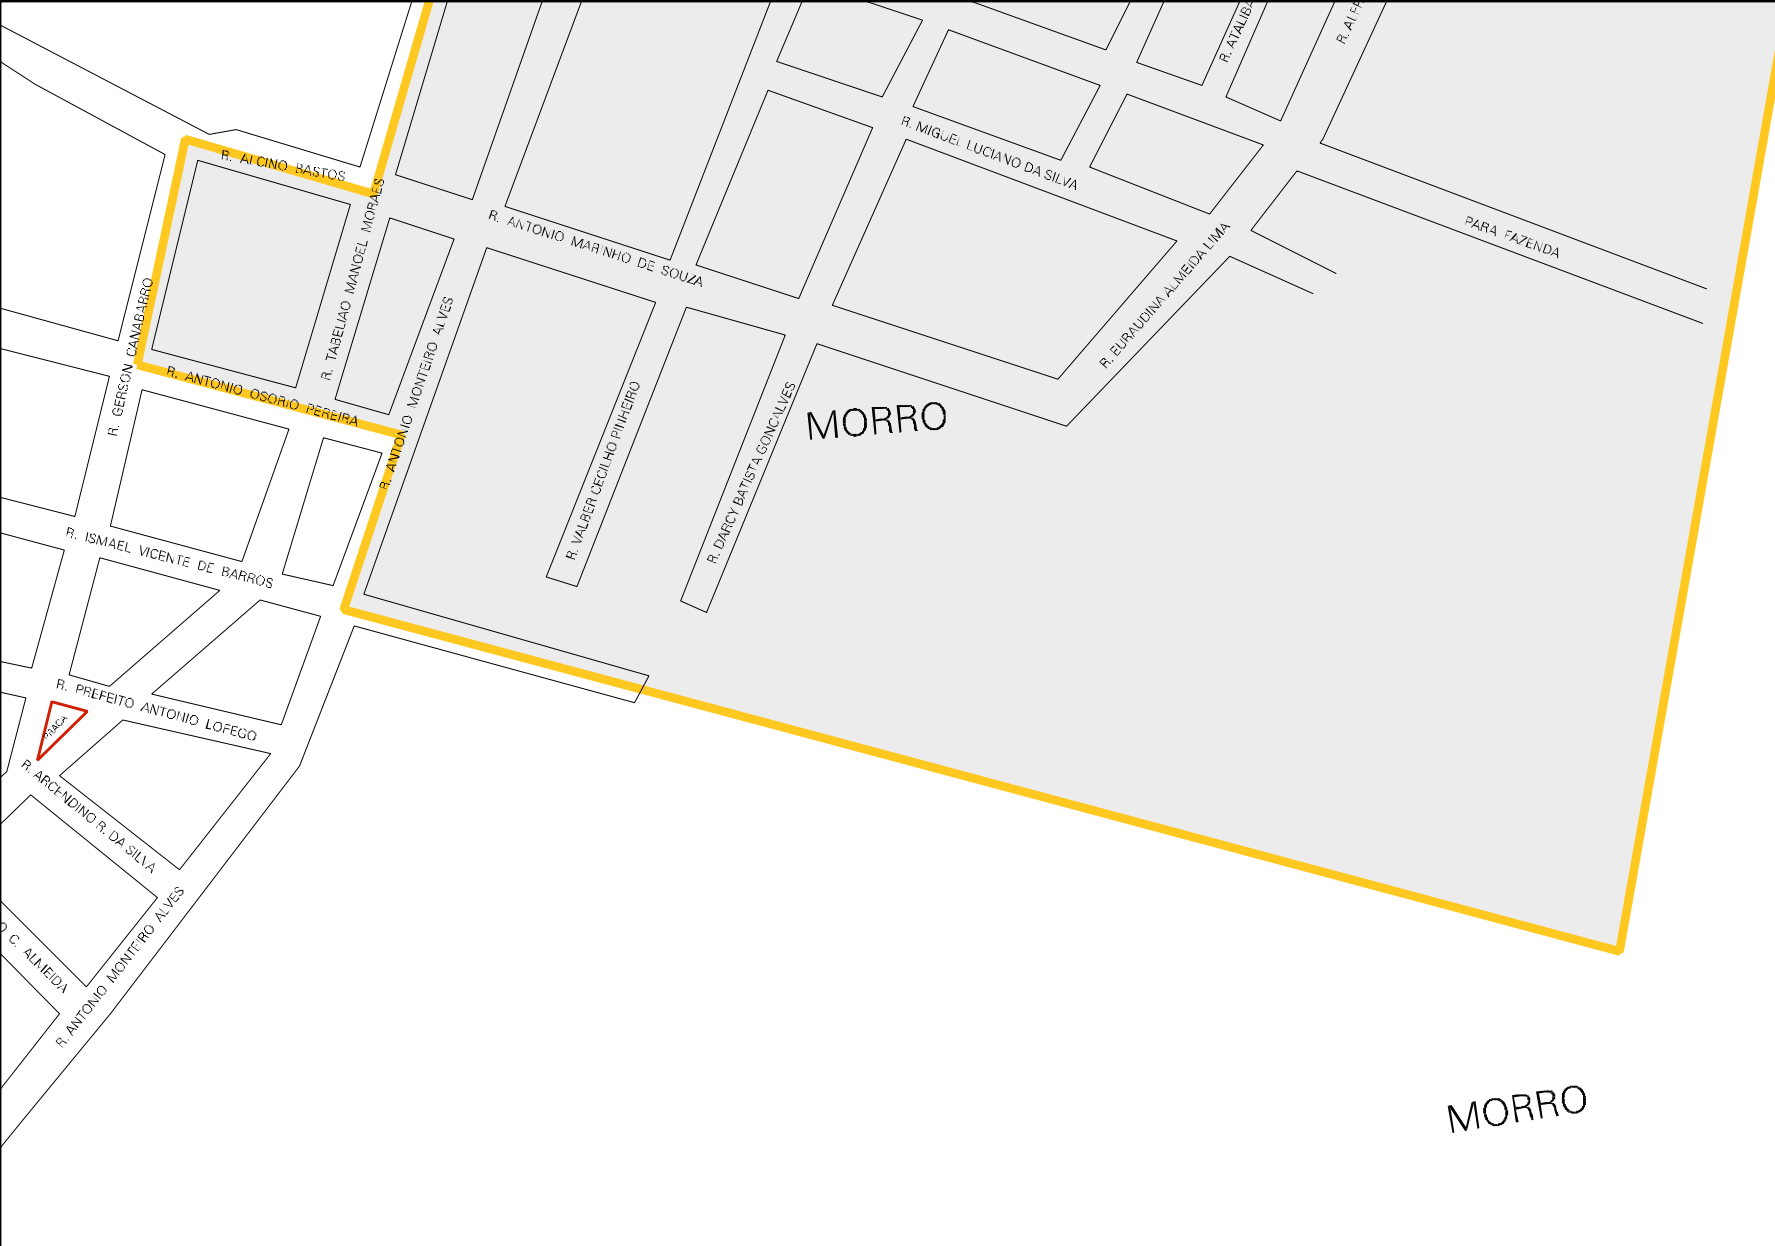 R. ATALIBA
R. ALFR
R. MIGUEL LUCIANO DA SILVA
R. ALCINO BASTOS
R. TABELIAO MANOEL MORAES
R. ANTONIO MARINHO DE SOUZA
PARA FAZENDA
R. EURAUDINA ALMEIDA LIMA
R. GERSON CANABARRO
R. ANTONIO MONTEIRO ALVES
R. ANTONIO OSORIO PEREIRA
R. VALBER CECILHO PINHEIRO
R. DARCY BATISTA GONCALVES
MORRO
R. ISMAEL VICENTE DE BARROS
R. PREFEITO ANTONIO LOFEGO
PRACA
R. ARCENDINO R. DA SILVA
R. ANTONIO MONTEIRO ALVES
O C. ALMEIDA
MORRO